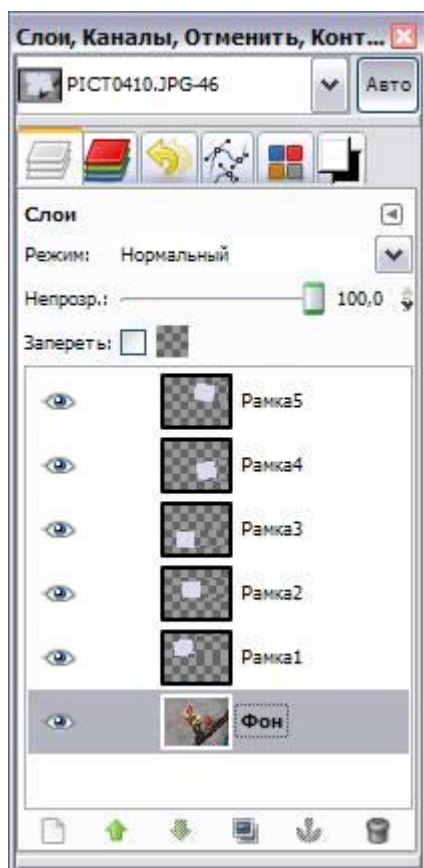 Слои, Каналы, Отменить, Конт...
PICT0410.JPG-46
Авто
Слои
Режим: Нормальный
Непрозр.: 100,0
Запереть:
Рамка5
Рамка4
Рамка3
Рамка2
Рамка1
Фон